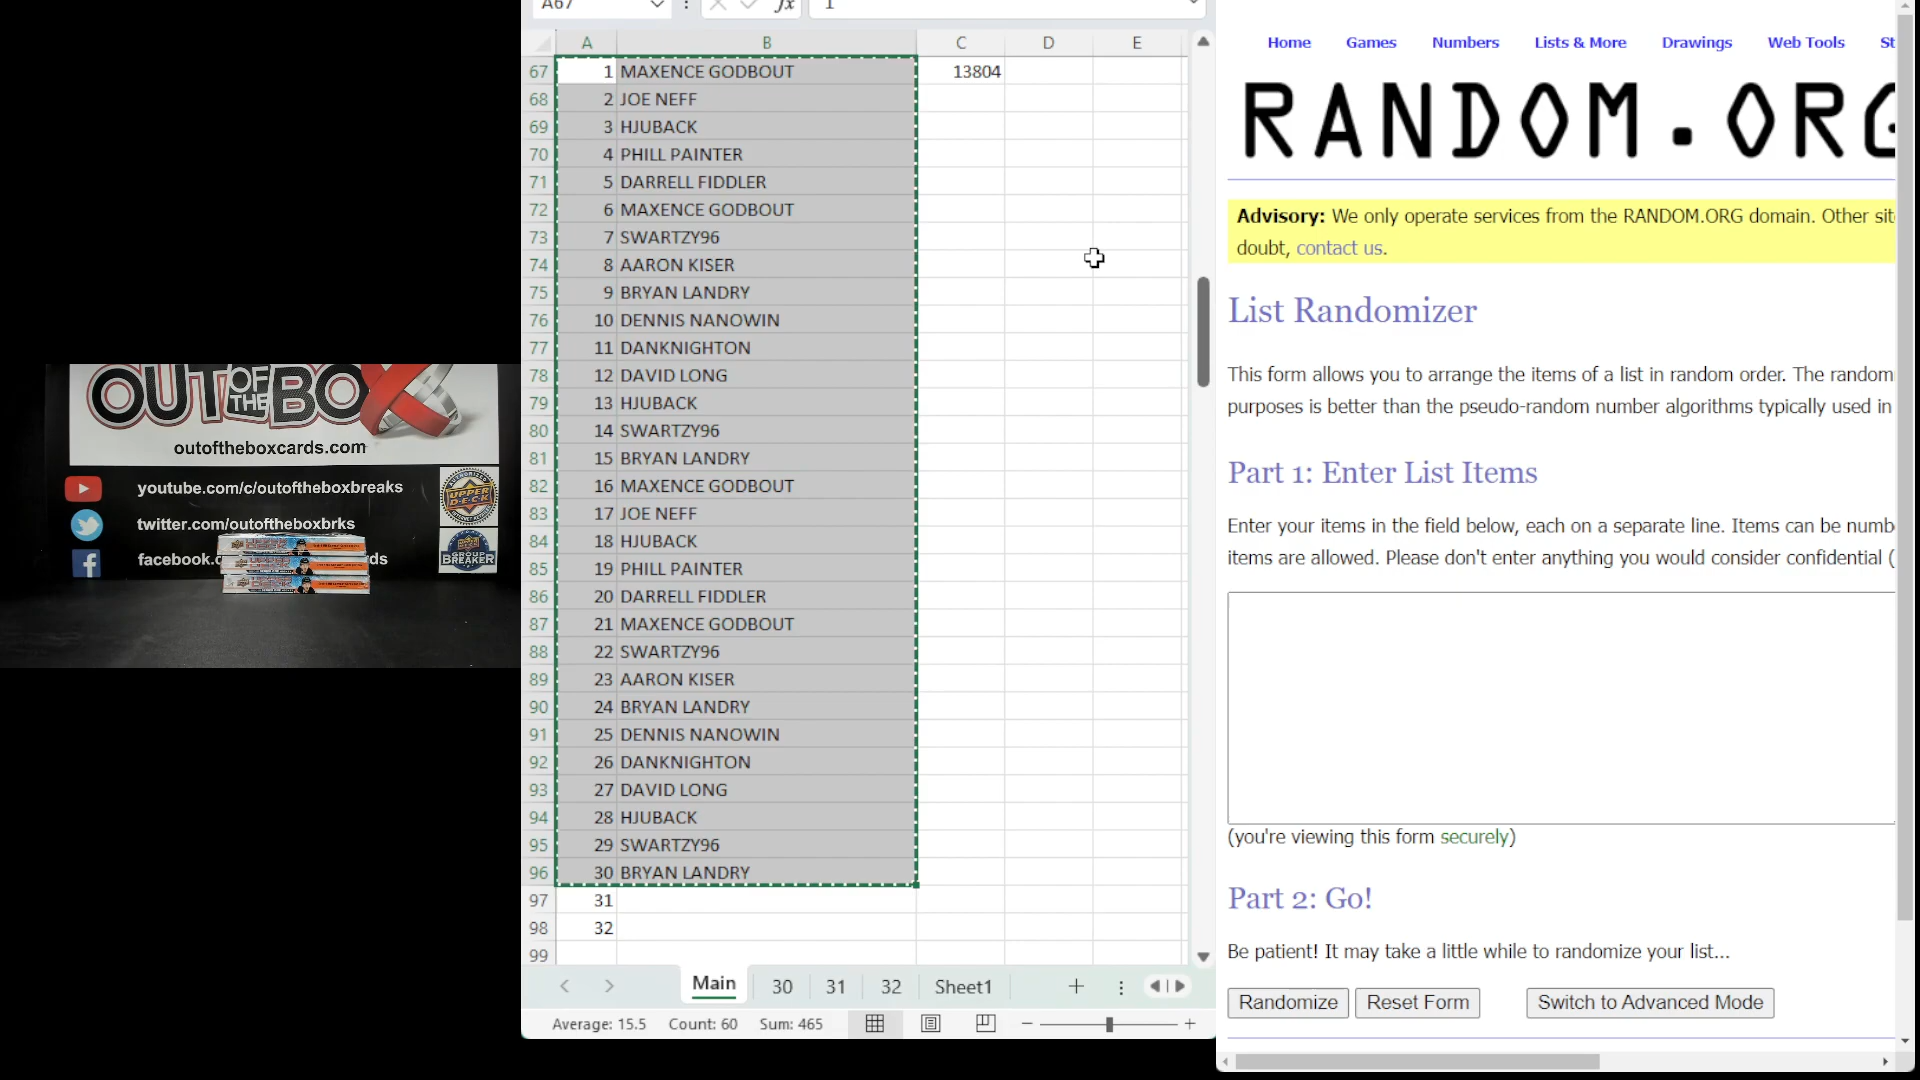 OUT OF THE BO
outoftheboxcards.com
youtube.com/c/outoftheboxbreaks
twitter.com/outoftheboxbrks
facebook.c
ds
AUTHORIZED
UPPER DECK
GROUP BREAKER
A67
fx
1
A B C D E
67 1 MAXENCE GODBOUT 13804
68 2 JOE NEFF
69 3 HJUBACK
70 4 PHILL PAINTER
71 5 DARRELL FIDDLER
72 6 MAXENCE GODBOUT
73 7 SWARTZY96
74 8 AARON KISER
75 9 BRYAN LANDRY
76 10 DENNIS NANOWIN
77 11 DANKNIGHTON
78 12 DAVID LONG
79 13 HJUBACK
80 14 SWARTZY96
81 15 BRYAN LANDRY
82 16 MAXENCE GODBOUT
83 17 JOE NEFF
84 18 HJUBACK
85 19 PHILL PAINTER
86 20 DARRELL FIDDLER
87 21 MAXENCE GODBOUT
88 22 SWARTZY96
89 23 AARON KISER
90 24 BRYAN LANDRY
91 25 DENNIS NANOWIN
92 26 DANKNIGHTON
93 27 DAVID LONG
94 28 HJUBACK
95 29 SWARTZY96
96 30 BRYAN LANDRY
97 31
98 32
99
Main 30 31 32 Sheet1
Average: 15.5 Count: 60 Sum: 465
Home Games Numbers Lists & More Drawings Web Tools St
RANDOM.ORG
Advisory: We only operate services from the RANDOM.ORG domain. Other sit
doubt, contact us.
List Randomizer
This form allows you to arrange the items of a list in random order. The random
purposes is better than the pseudo-random number algorithms typically used in
Part 1: Enter List Items
Enter your items in the field below, each on a separate line. Items can be numb
items are allowed. Please don't enter anything you would consider confidential (
(you're viewing this form securely)
Part 2: Go!
Be patient! It may take a little while to randomize your list...
Randomize Reset Form Switch to Advanced Mode